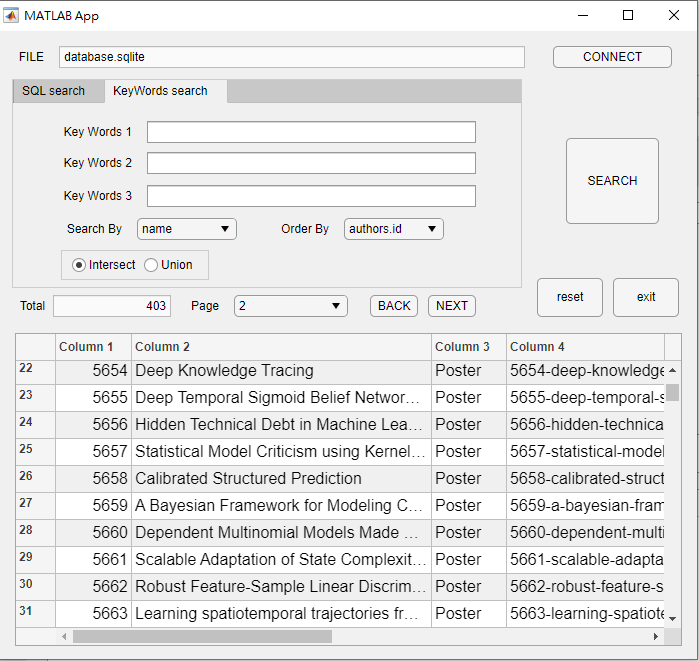 MATLAB App
FILE database.sqlite CONNECT
SQL search KeyWords search
Key Words 1
Key Words 2
SEARCH
Key Words 3
Search By name Order By authors.id
Intersect Union
Total 403 Page 2 BACK NEXT reset exit
Column 1 Column 2 Column 3 Column 4
22 5654 Deep Knowledge Tracing Poster 5654-deep-knowledge
23 5655 Deep Temporal Sigmoid Belief Networ... Poster 5655-deep-temporal-s
24 5656 Hidden Technical Debt in Machine Lea... Poster 5656-hidden-technica
25 5657 Statistical Model Criticism using Kernel... Poster 5657-statistical-model
26 5658 Calibrated Structured Prediction Poster 5658-calibrated-struct
27 5659 A Bayesian Framework for Modeling C... Poster 5659-a-bayesian-fram
28 5660 Dependent Multinomial Models Made ... Poster 5660-dependent-multi
29 5661 Scalable Adaptation of State Complexit... Poster 5661-scalable-adapta
30 5662 Robust Feature-Sample Linear Discrim... Poster 5662-robust-feature-s
31 5663 Learning spatiotemporal trajectories fr... Poster 5663-learning-spatiote